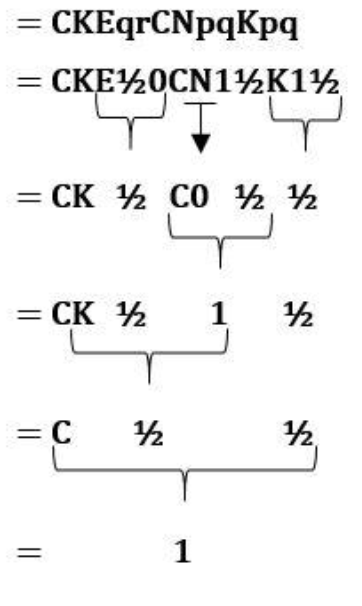 = CKEqrCNpqKpq
= CKE½0CN1½K1½
= CK ½ C0 ½ ½
= CK ½ 1 ½
= C ½ ½
= 1